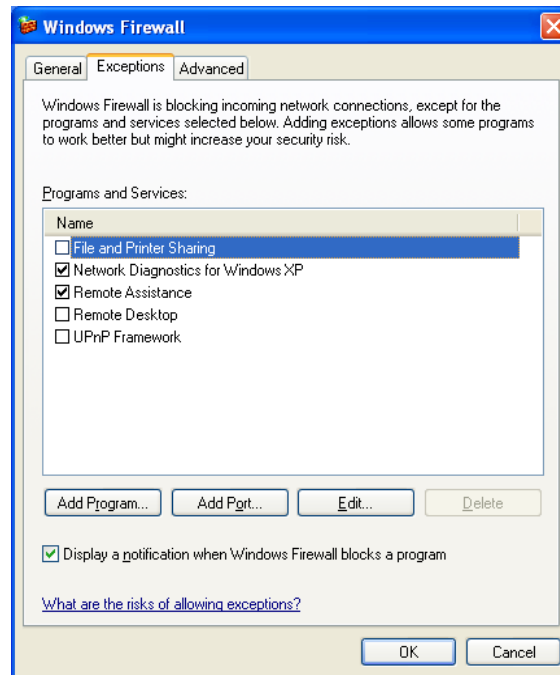 Windows Firewall
General Exceptions Advanced
Windows Firewall is blocking incoming network connections, except for the
programs and services selected below. Adding exceptions allows some programs
to work better but might increase your security risk.
Programs and Services:
Name
File and Printer Sharing
Network Diagnostics for Windows XP
Remote Assistance
Remote Desktop
UPnP Framework
Add Program... Add Port... Edit... Delete
Display a notification when Windows Firewall blocks a program
What are the risks of allowing exceptions?
OK Cancel